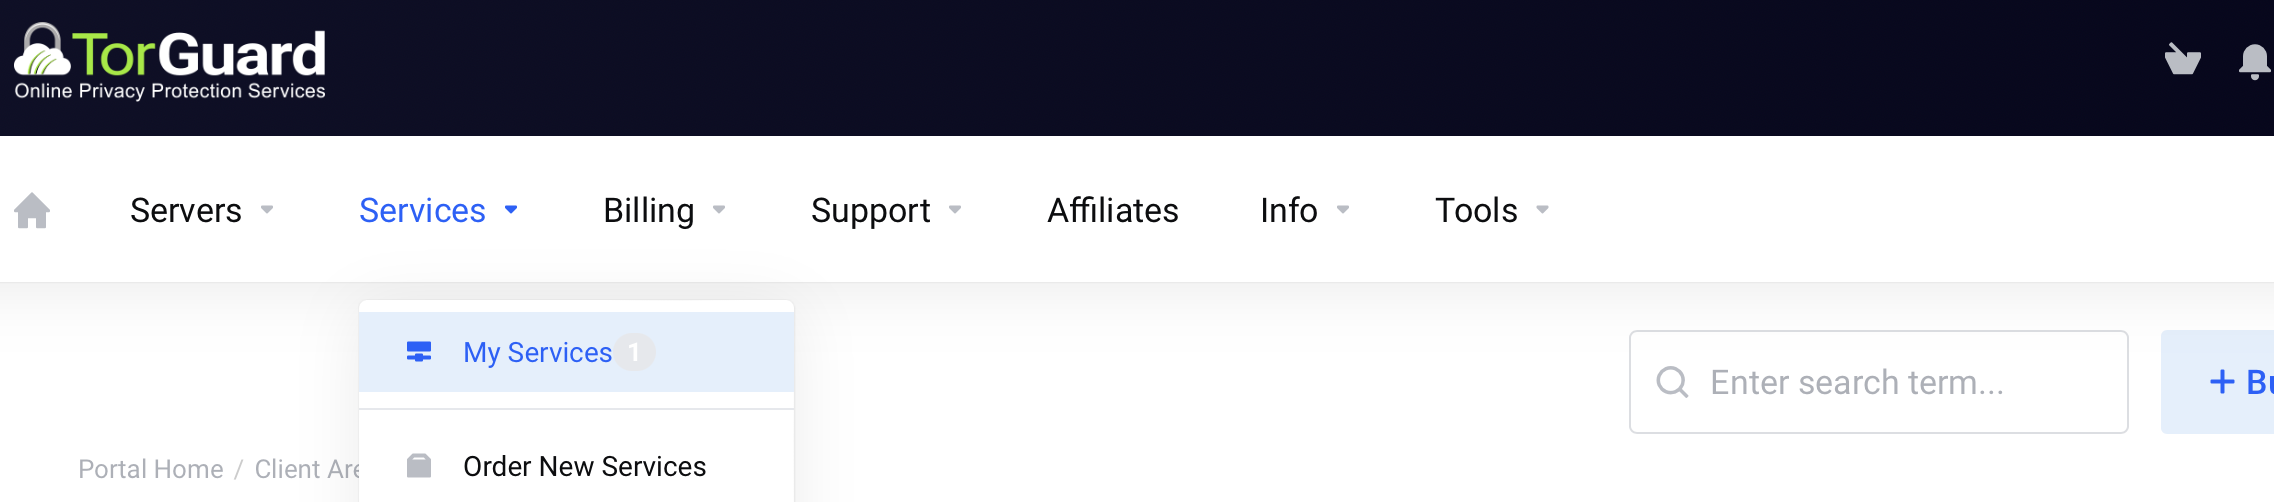 TorGuard
Online Privacy Protection Services
Servers Services Billing Support Affiliates Info Tools
My Services 1
Enter search term...
+ Bu
Order New Services
Portal Home / Client Are